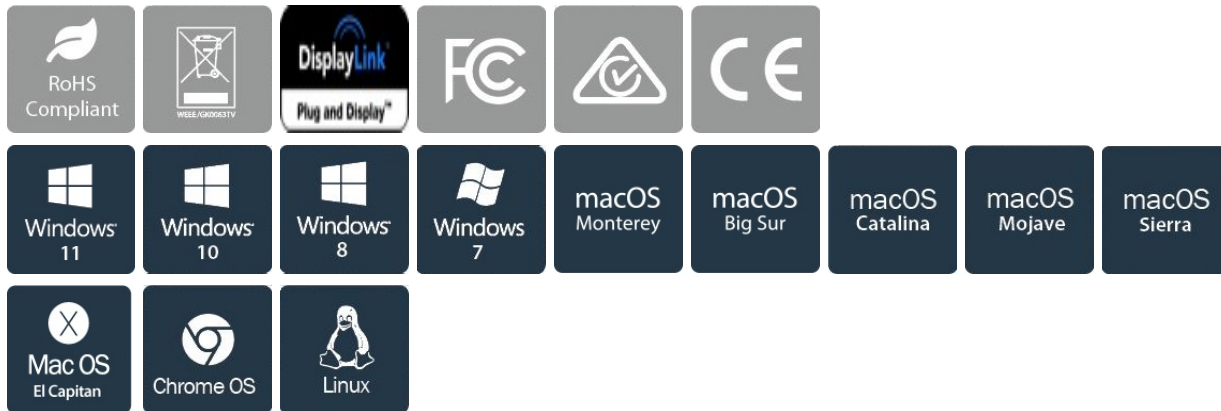 RoHS
Compliant
WEEE/GK0063TV
DisplayLink
Plug and Display™
FC
CE
Windows
11
Windows
10
Windows
8
Windows
7
macOS
Monterey
macOS
Big Sur
macOS
Catalina
macOS
Mojave
macOS
Sierra
X
Mac OS
El Capitan
Chrome OS
Linux